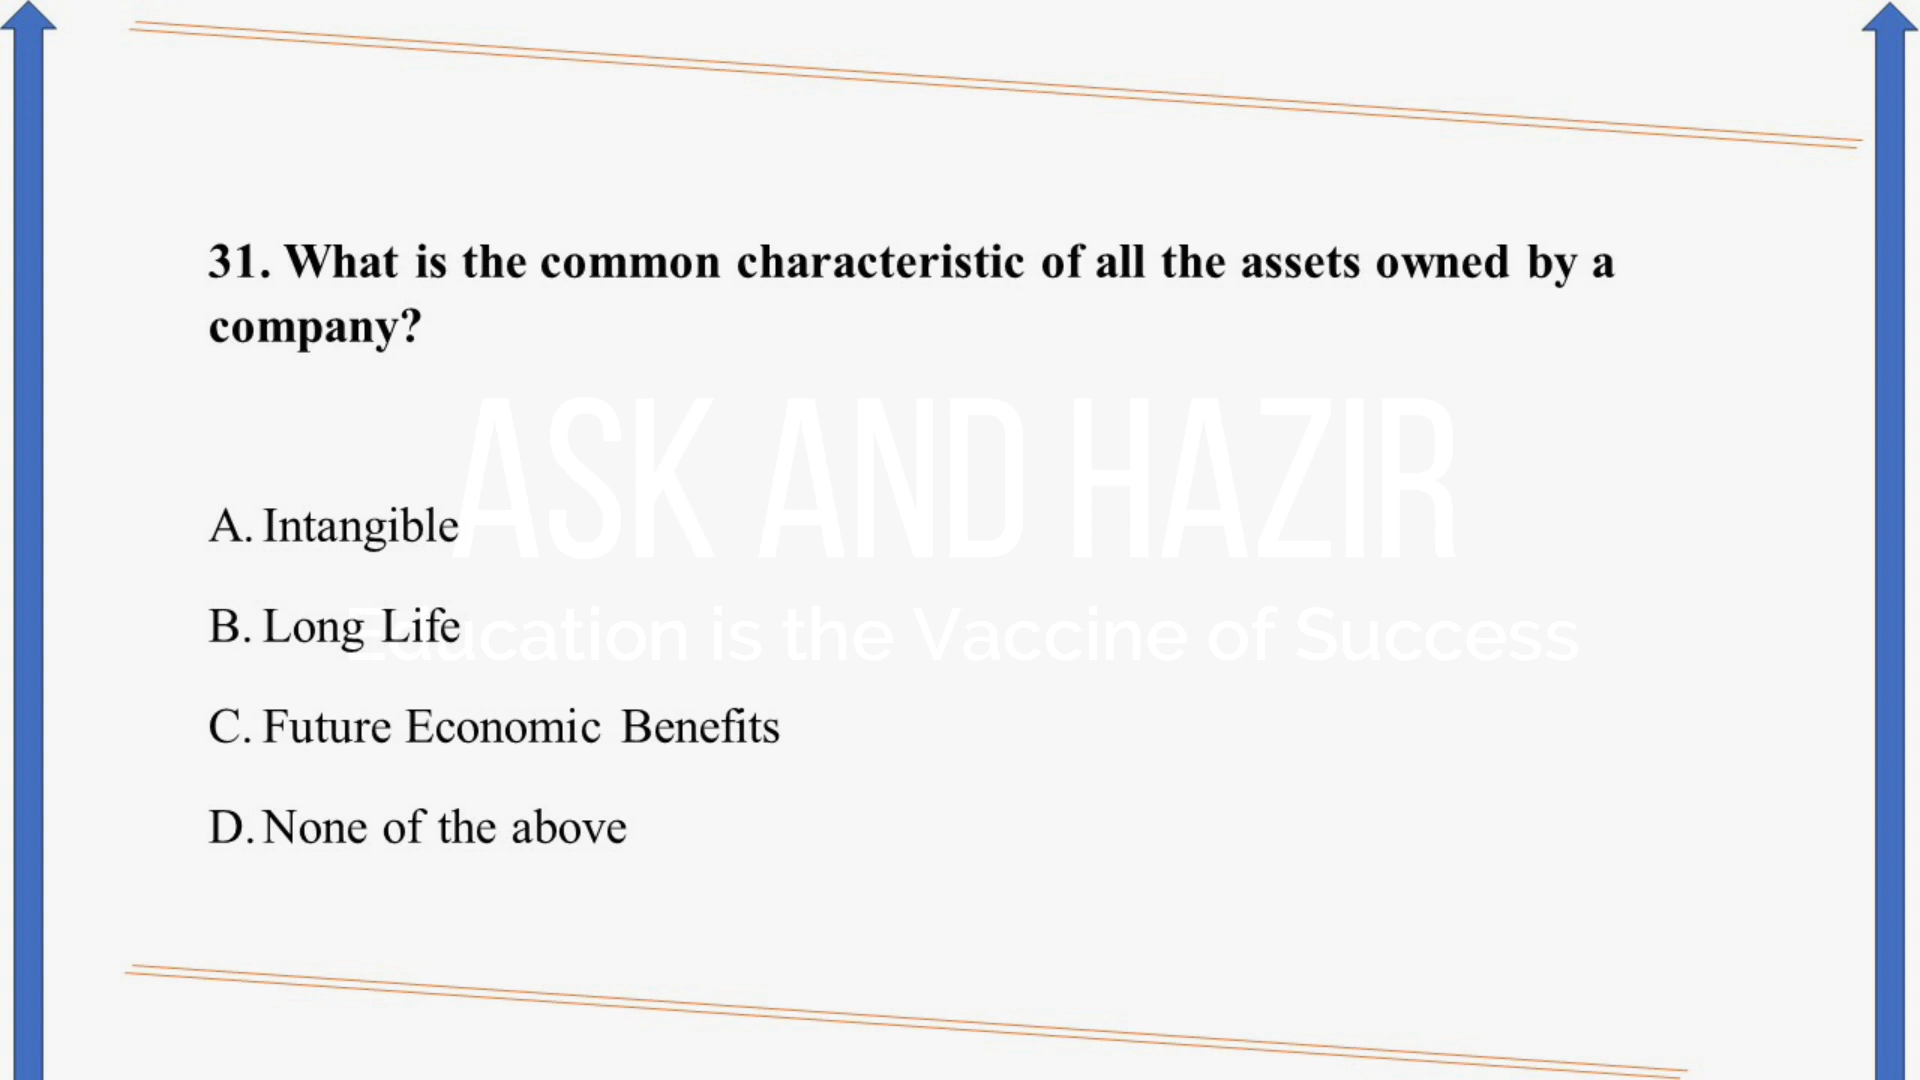 31. What is the common characteristic of all the assets owned by a
company?
ASK AND HAZIR
A. Intangible
Education is the Vaccine of Success
B. Long Life
C. Future Economic Benefits
D. None of the above